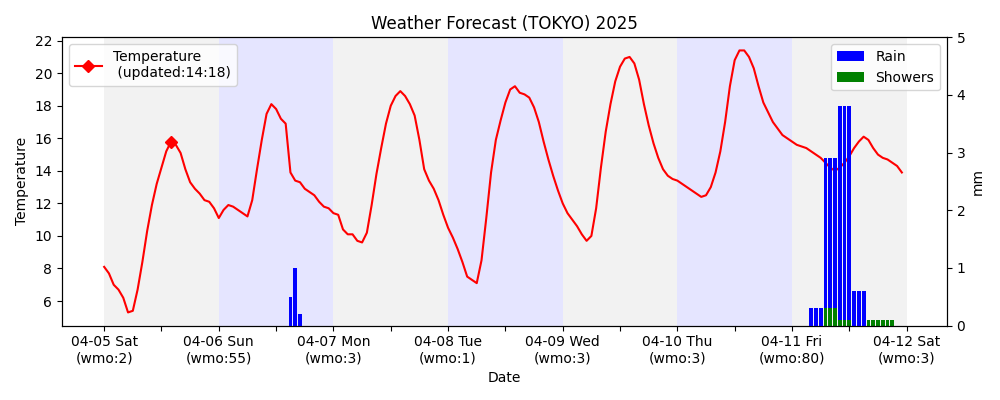 Weather Forecast (TOKYO) 2025
Temperature
(updated:14:18)
Rain
Showers
Temperature
22
20
18
16
14
12
10
8
6
5
4
3
2
1
0
mm
04-05 Sat
(wmo:2)
04-06 Sun
(wmo:55)
04-07 Mon
(wmo:3)
04-08 Tue
(wmo:1)
04-09 Wed
(wmo:3)
04-10 Thu
(wmo:3)
04-11 Fri
(wmo:80)
04-12 Sat
(wmo:3)
Date